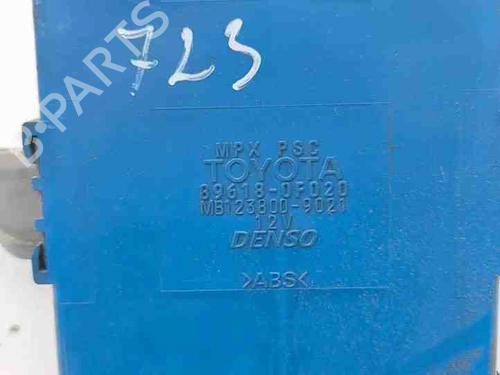 723
B-PARTS
MPX PSC
TOYOTA
89618-0F020
MB123800-9021
12V
DENSO
>ABS<